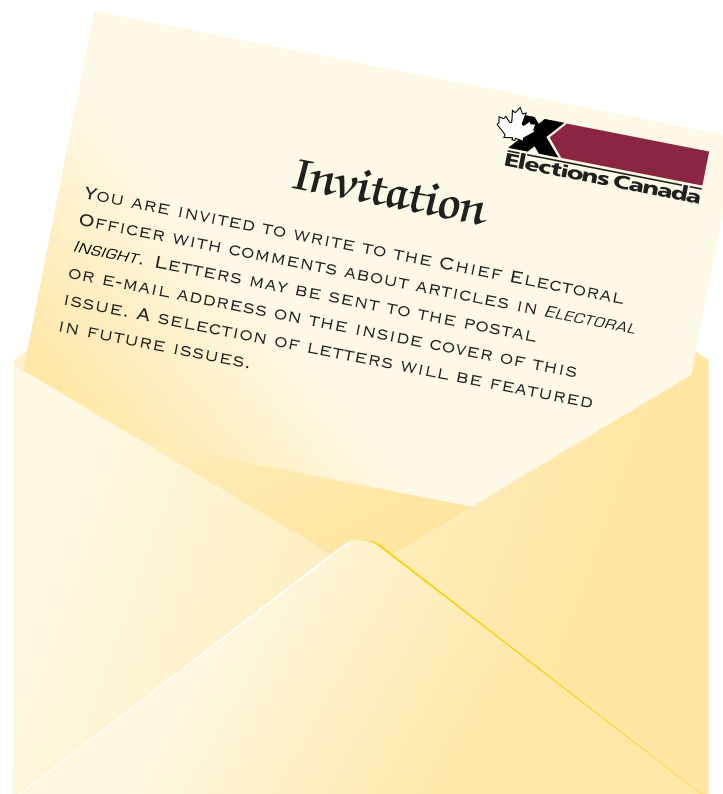 Elections Canada
Invitation
You are invited to write to the Chief Electoral
Officer with comments about articles in Electoral
Insight. Letters may be sent to the postal
or e-mail address on the inside cover of this
issue. A selection of letters will be featured
in future issues.